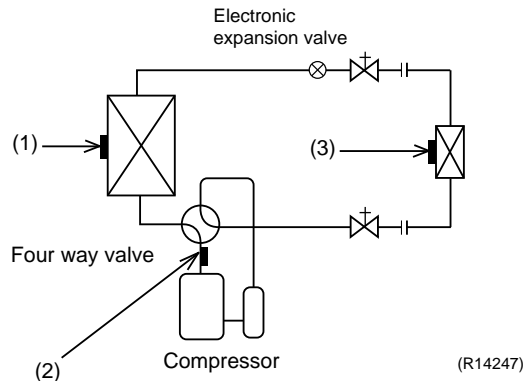 Electronic
expansion valve
(1)
(3)
Four way valve
(2)
Compressor
(R14247)